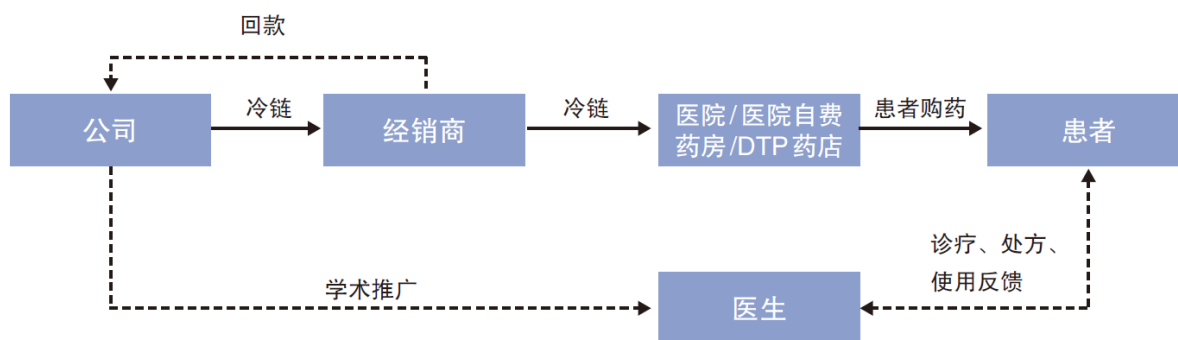 回款
公司
冷链
经销商
冷链
医院/医院自费
药房/DTP药店
患者购药
患者
学术推广
医生
诊疗、处方、
使用反馈